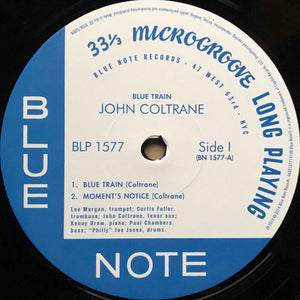 33 1/3 MICROGROOVE LONG PLAYING
BLUE NOTE RECORDS • 47 WEST 63rd • NYC
BLUE TRAIN
JOHN COLTRANE
BLP 1577
Side I
(BN 1577-A)
1. BLUE TRAIN (Coltrane)
2. MOMENT'S NOTICE (Coltrane)
Lee Morgan, trumpet; Curtis Fuller,
trombone; John Coltrane, tenor sax;
Kenny Drew, piano; Paul Chambers,
bass; "Philly" Joe Jones, drums.
BLUE
NOTE